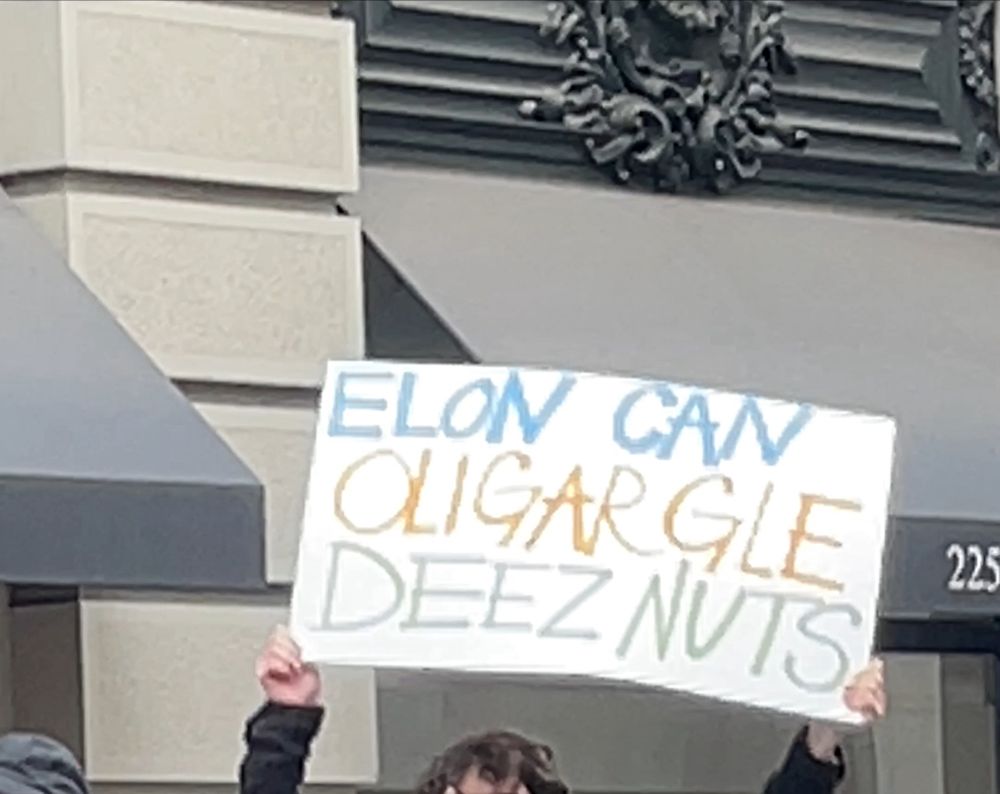 ELON CAN
OLIGARGLE
DEEZ NUTS
225